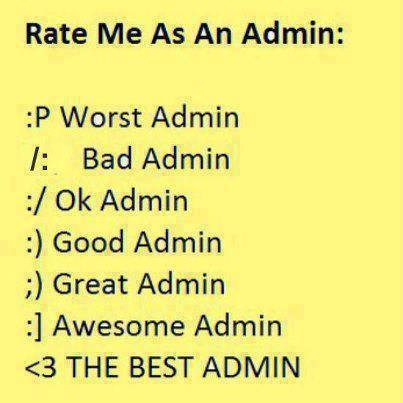 Rate Me As An Admin:
:P Worst Admin
/: Bad Admin
:/ Ok Admin
:) Good Admin
;) Great Admin
:] Awesome Admin
<3 THE BEST ADMIN